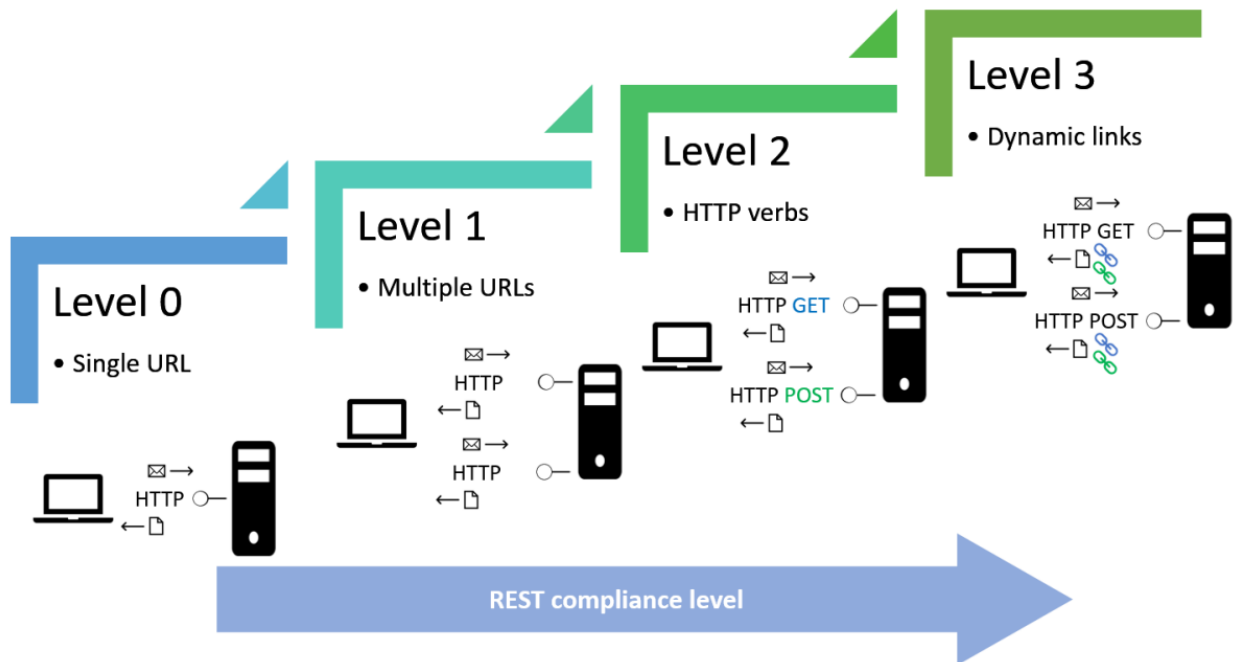 Level 0
• Single URL
HTTP
Level 1
• Multiple URLs
HTTP
HTTP
Level 2
• HTTP verbs
HTTP GET
HTTP POST
Level 3
• Dynamic links
HTTP GET
HTTP POST
REST compliance level